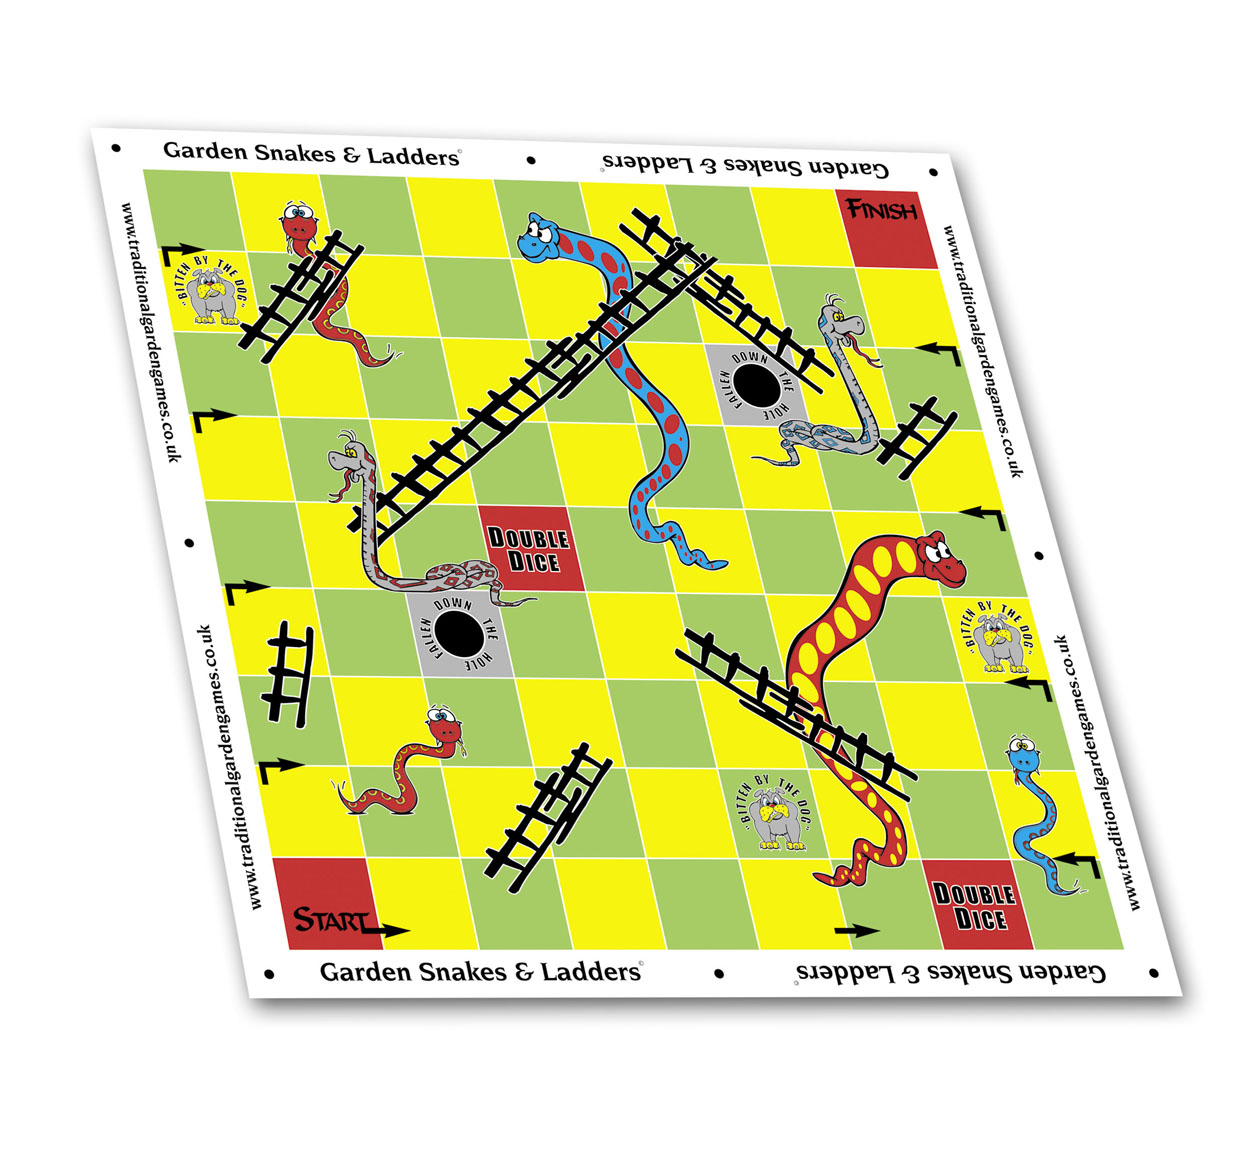 Garden Snakes & Ladders©
Garden Snakes & Ladders©
www.traditionalgardengames.co.uk
www.traditionalgardengames.co.uk
FINISH
"BITTEN BY THE DOG"
FALLEN DOWN THE HOLE
DOUBLE
DICE
FALLEN DOWN THE HOLE
"BITTEN BY THE DOG"
www.traditionalgardengames.co.uk
www.traditionalgardengames.co.uk
"BITTEN BY THE DOG"
START
DOUBLE
DICE
Garden Snakes & Ladders©
Garden Snakes & Ladders©